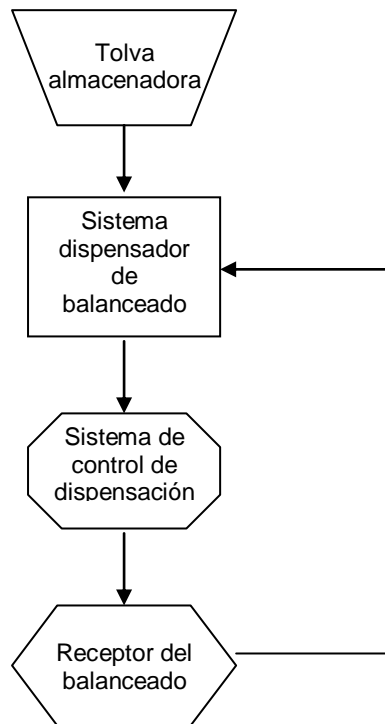 Tolva
almacenadora
Sistema
dispensador
de
balanceado
Sistema de
control de
dispensación
Receptor del
balanceado